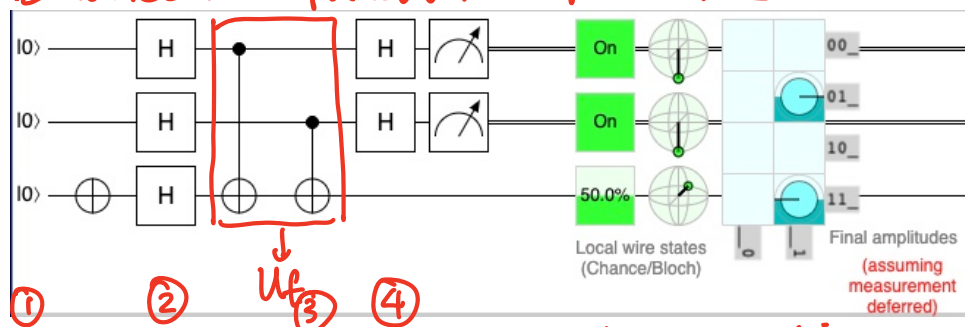 |0⟩ H H On 00_
01_
|0⟩ H H On
10_
|0⟩ H 50.0% 11_
Local wire states
(Chance/Bloch)
0 1
Final amplitudes
(assuming
measurement
deferred)
Uf
① ② ③ ④